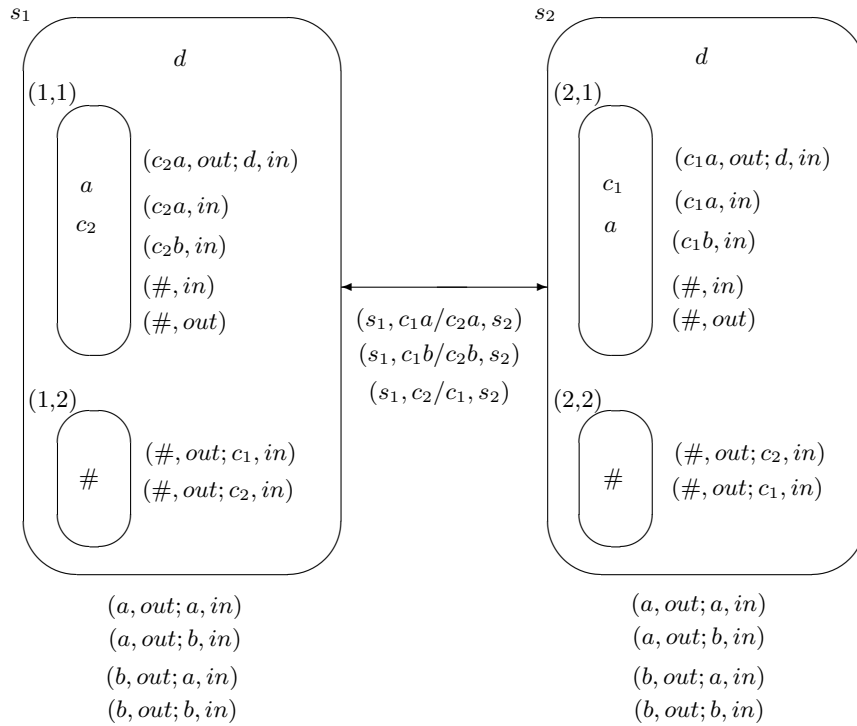 s₁
d
(1,1)
a
c₂
(c₂a, out; d, in)
(c₂a, in)
(c₂b, in)
(#, in)
(#, out)
(1,2)
#
(#, out; c₁, in)
(#, out; c₂, in)
(a, out; a, in)
(a, out; b, in)
(b, out; a, in)
(b, out; b, in)
(s₁, c₁a/c₂a, s₂)
(s₁, c₁b/c₂b, s₂)
(s₁, c₂/c₁, s₂)
s₂
d
(2,1)
c₁
a
(c₁a, out; d, in)
(c₁a, in)
(c₁b, in)
(#, in)
(#, out)
(2,2)
#
(#, out; c₂, in)
(#, out; c₁, in)
(a, out; a, in)
(a, out; b, in)
(b, out; a, in)
(b, out; b, in)